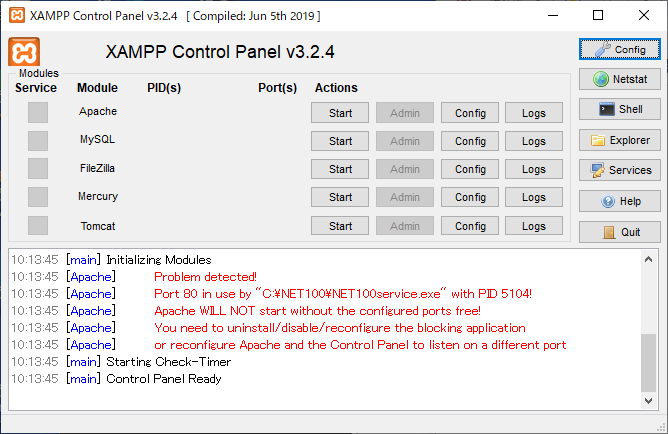 XAMPP Control Panel v3.2.4 [ Compiled: Jun 5th 2019 ]
XAMPP Control Panel v3.2.4
Config
Modules
Service Module PID(s) Port(s) Actions
Netstat
Apache Start Admin Config Logs
Shell
MySQL Start Admin Config Logs
Explorer
FileZilla Start Admin Config Logs
Services
Mercury Start Admin Config Logs
Help
Tomcat Start Admin Config Logs
Quit
10:13:45 [main] Initializing Modules
10:13:45 [Apache] Problem detected!
10:13:45 [Apache] Port 80 in use by "C:¥NET100¥NET100service.exe" with PID 5104!
10:13:45 [Apache] Apache WILL NOT start without the configured ports free!
10:13:45 [Apache] You need to uninstall/disable/reconfigure the blocking application
10:13:45 [Apache] or reconfigure Apache and the Control Panel to listen on a different port
10:13:45 [main] Starting Check-Timer
10:13:45 [main] Control Panel Ready